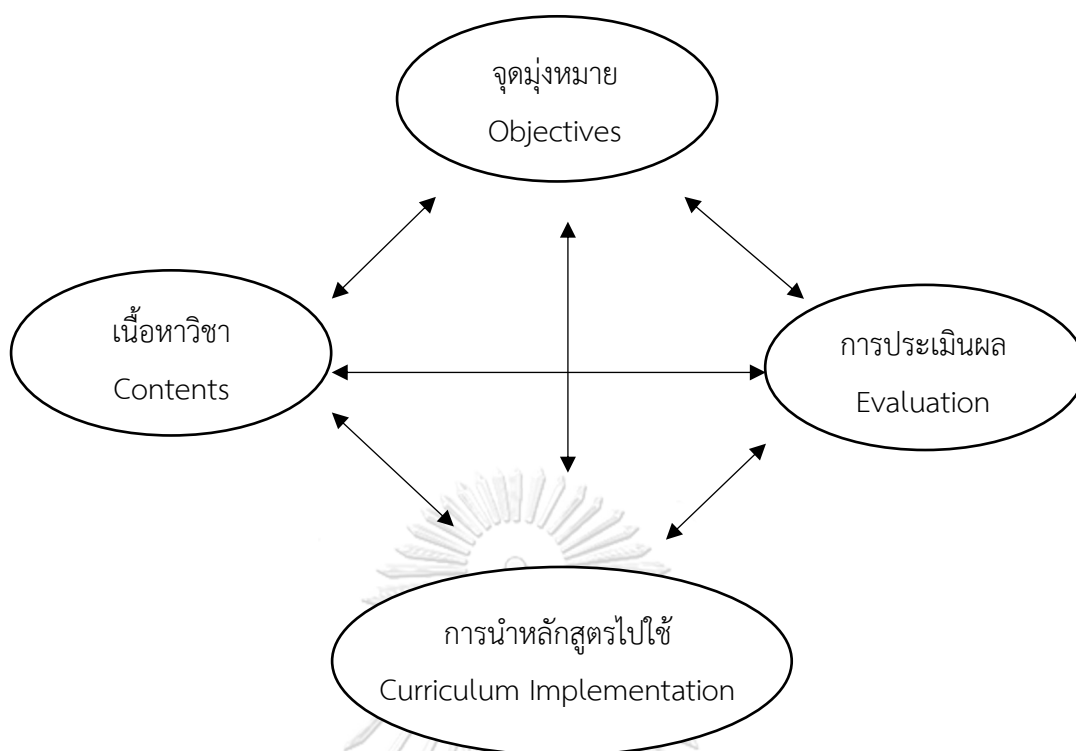 จุดมุ่งหมาย
Objectives
เนื้อหาวิชา
Contents
การประเมินผล
Evaluation
การนำหลักสูตรไปใช้
Curriculum Implementation